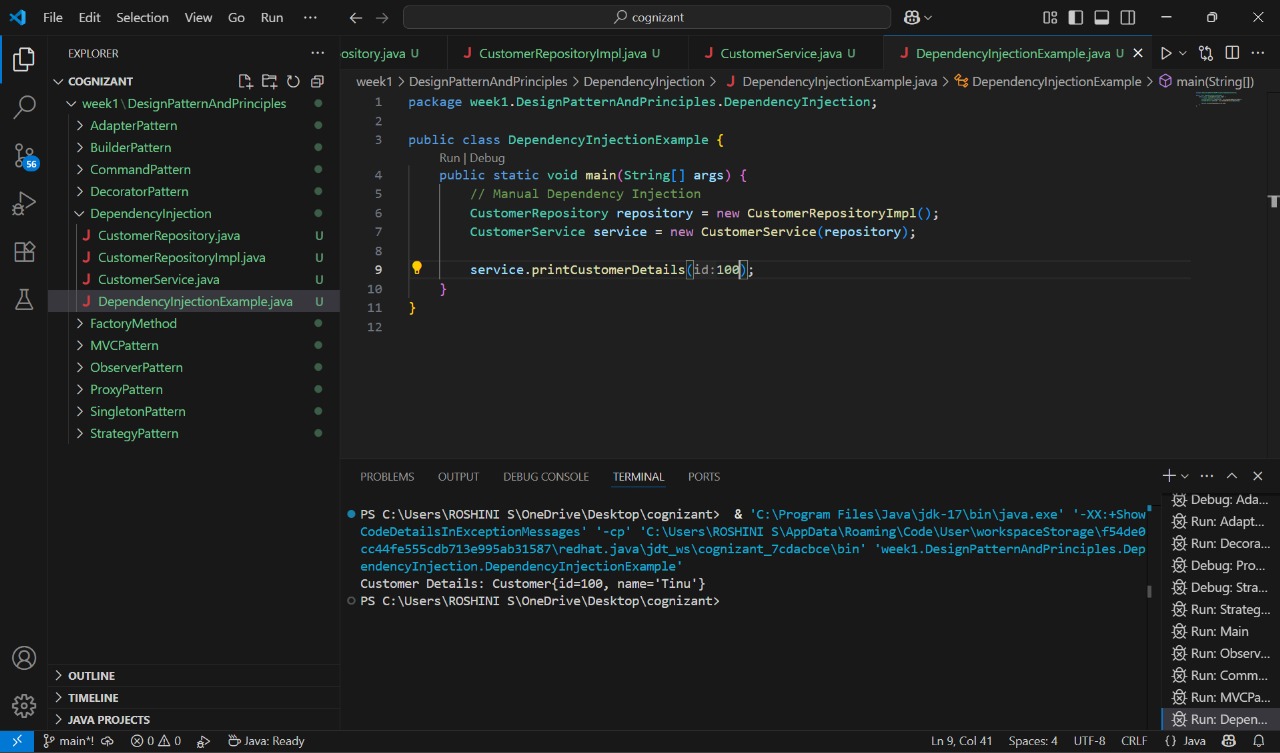 File Edit Selection View Go Run ···
cognizant
EXPLORER
COGNIZANT
week1\DesignPatternAndPrinciples
AdapterPattern
BuilderPattern
CommandPattern
DecoratorPattern
DependencyInjection
CustomerRepository.java U
CustomerRepositoryImpl.java U
CustomerService.java U
DependencyInjectionExample.java U
FactoryMethod
MVCPattern
ObserverPattern
ProxyPattern
SingletonPattern
StrategyPattern
OUTLINE
TIMELINE
JAVA PROJECTS
56
ository.java U CustomerRepositoryImpl.java U CustomerService.java U DependencyInjectionExample.java U
week1 > DesignPatternAndPrinciples > DependencyInjection > DependencyInjectionExample.java > DependencyInjectionExample > main(String[])
1 package week1.DesignPatternAndPrinciples.DependencyInjection;
2
3 public class DependencyInjectionExample {
Run | Debug
4 public static void main(String[] args) {
5 // Manual Dependency Injection
6 CustomerRepository repository = new CustomerRepositoryImpl();
7 CustomerService service = new CustomerService(repository);
8
9 service.printCustomerDetails(id:100);
10 }
11 }
12
PROBLEMS OUTPUT DEBUG CONSOLE TERMINAL PORTS
PS C:\Users\ROSHINI S\OneDrive\Desktop\cognizant> & 'C:\Program Files\Java\jdk-17\bin\java.exe' '-XX:+Show
CodeDetailsInExceptionMessages' '-cp' 'C:\Users\ROSHINI S\AppData\Roaming\Code\User\workspaceStorage\f54de0
cc44fe555cdb713e995ab31587\redhat.java\jdt_ws\cognizant_7cdacbce\bin' 'week1.DesignPatternAndPrinciples.Dep
endencyInjection.DependencyInjectionExample'
Customer Details: Customer{id=100, name='Tinu'}
PS C:\Users\ROSHINI S\OneDrive\Desktop\cognizant>
Debug: Ada...
Run: Adapt...
Run: Decora...
Debug: Pro...
Debug: Stra...
Run: Strateg...
Run: Main
Run: Observ...
Run: Comm...
Run: MVCPa...
Run: Depen...
main*! 0 0 Java: Ready Ln 9, Col 41 Spaces: 4 UTF-8 CRLF {} Java